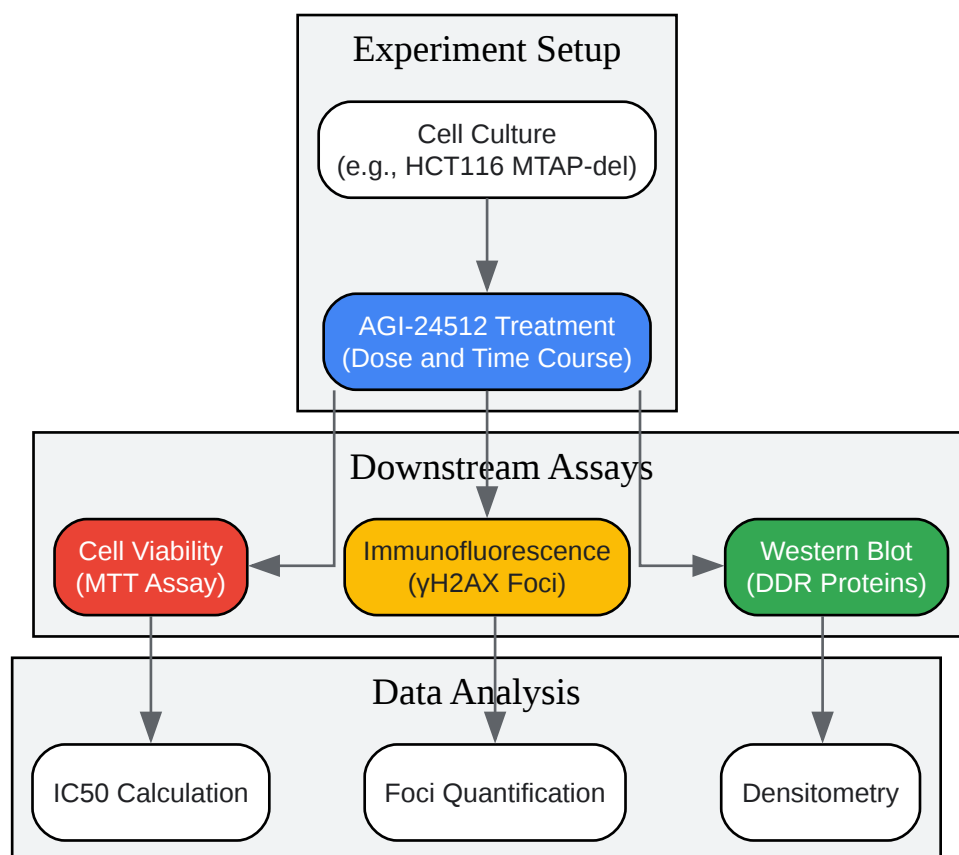 Experiment Setup
Cell Culture
(e.g., HCT116 MTAP-del)
AGI-24512 Treatment
(Dose and Time Course)
Downstream Assays
Cell Viability
(MTT Assay)
Immunofluorescence
(γH2AX Foci)
Western Blot
(DDR Proteins)
Data Analysis
IC50 Calculation
Foci Quantification
Densitometry